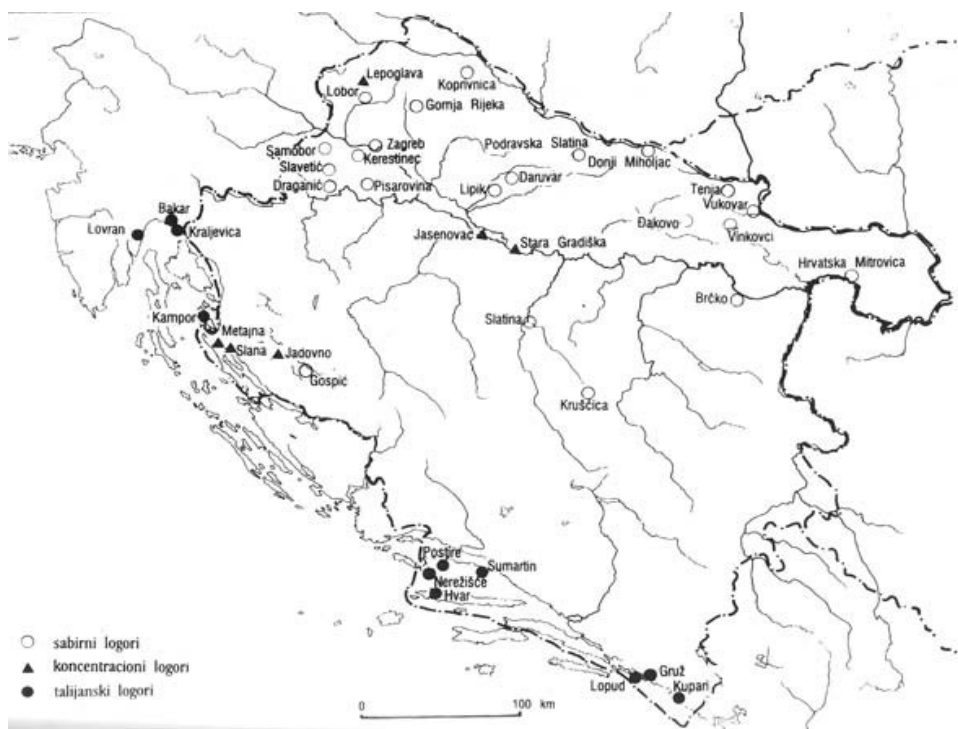 Lepoglava
Koprivnica
Lobor
Gornja Rijeka
Samobor
Zagreb
Kerestinec
Podravska Slatina
Donji Miholjac
Slavetić
Draganić
Pisarovina
Lipik
Daruvar
Tenja
Vukovar
Bakar
Lovran
Kraljevica
Jasenovac
Stara Gradiška
Đakovo
Vinkovci
Hrvatska Mitrovica
Brčko
Kampor
Metajna
Slana
Jadovno
Gospić
Slatina
Kruščica
Postire
Sumartin
Nerežišće
Hvar
sabirni logori
koncentracioni logori
talijanski logori
Lopud
Gruž
Kupari
0 100 km